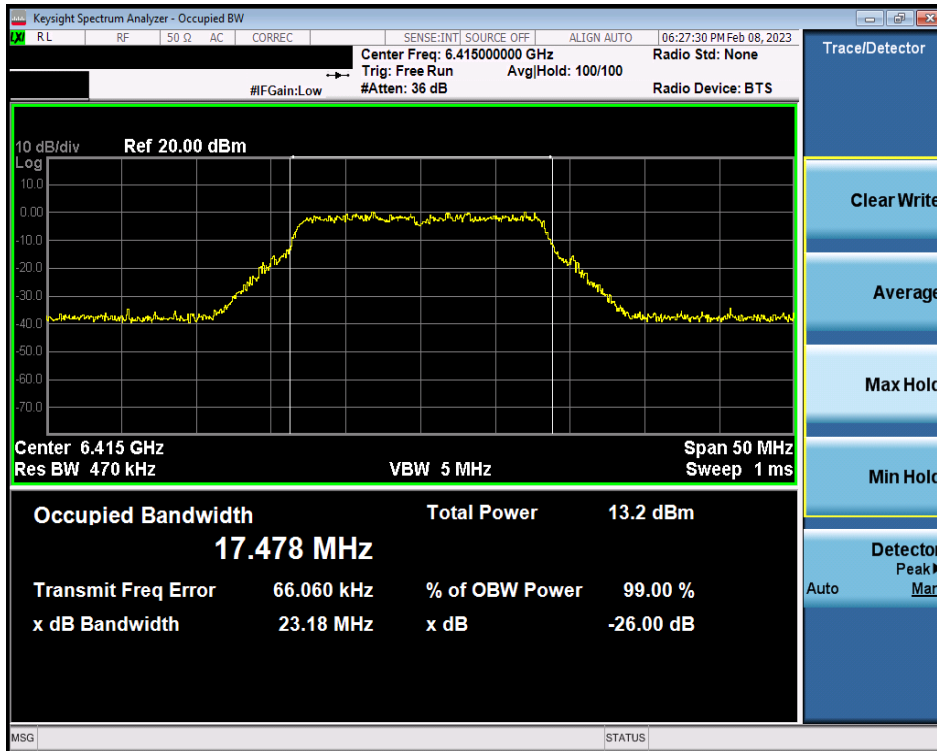 Keysight Spectrum Analyzer - Occupied BW
LXI RL RF 50 Ω AC CORREC SENSE:INT SOURCE OFF ALIGN AUTO 06:27:30 PM Feb 08, 2023
Center Freq: 6.415000000 GHz Radio Std: None
Trig: Free Run Avg|Hold: 100/100
#IFGain:Low #Atten: 36 dB Radio Device: BTS
Trace/Detector
10 dB/div Ref 20.00 dBm
Log
10.0
0.00
-10.0
-20.0
-30.0
-40.0
-50.0
-60.0
-70.0
Center 6.415 GHz Span 50 MHz
Res BW 470 kHz VBW 5 MHz Sweep 1 ms
Occupied Bandwidth Total Power 13.2 dBm
17.478 MHz
Transmit Freq Error 66.060 kHz % of OBW Power 99.00 %
x dB Bandwidth 23.18 MHz x dB -26.00 dB
Clear Write
Average
Max Hold
Min Hold
Detector
Peak
Auto Man
MSG STATUS